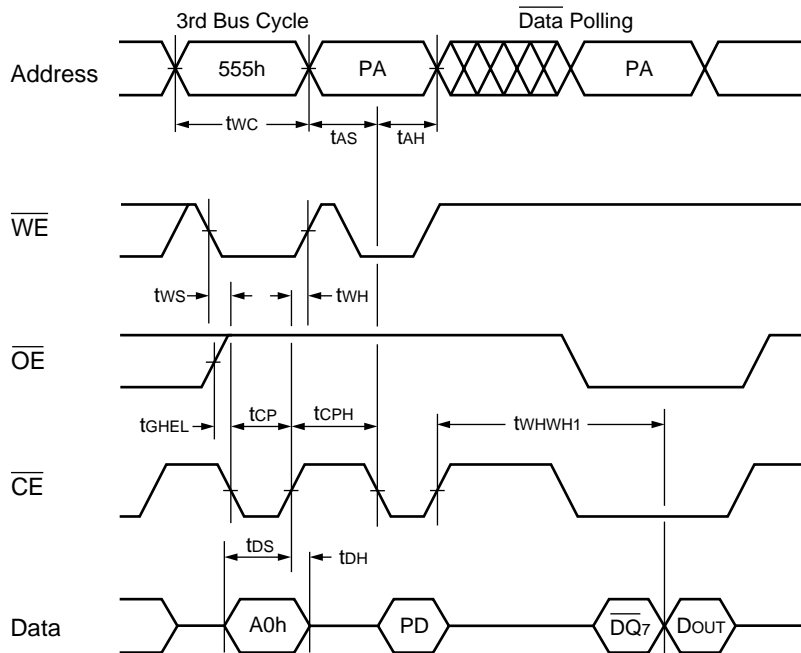 3rd Bus Cycle
Data Polling
Address
555h
PA
PA
tWC
tAS
tAH
WE
tWS
tWH
OE
tGHEL
tCP
tCPH
tWHWH1
CE
tDS
tDH
Data
A0h
PD
DQ7
DOUT